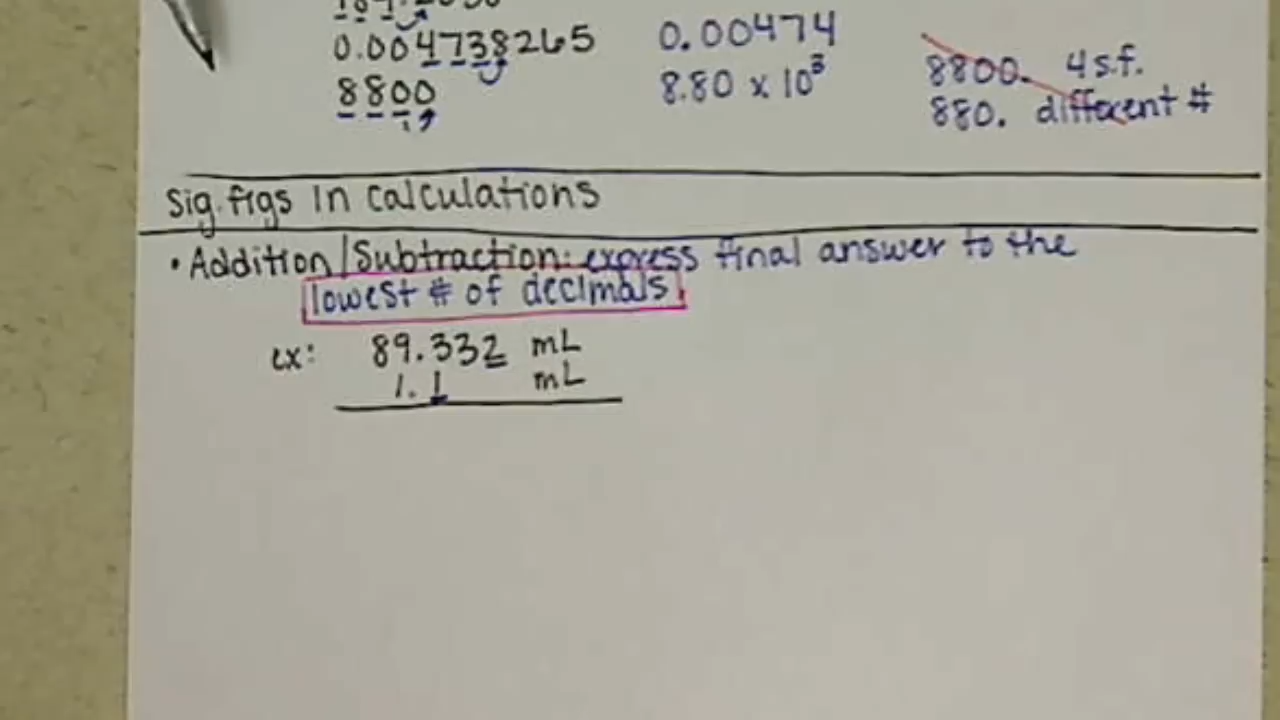 0.004738265 0.00474
8800 8.80 x 10³ 8800. 4 s.f.
880. different #
Sig. figs in calculations
• Addition/Subtraction: express final answer to the
lowest # of decimals.
ex: 89.332 mL
1.1 mL